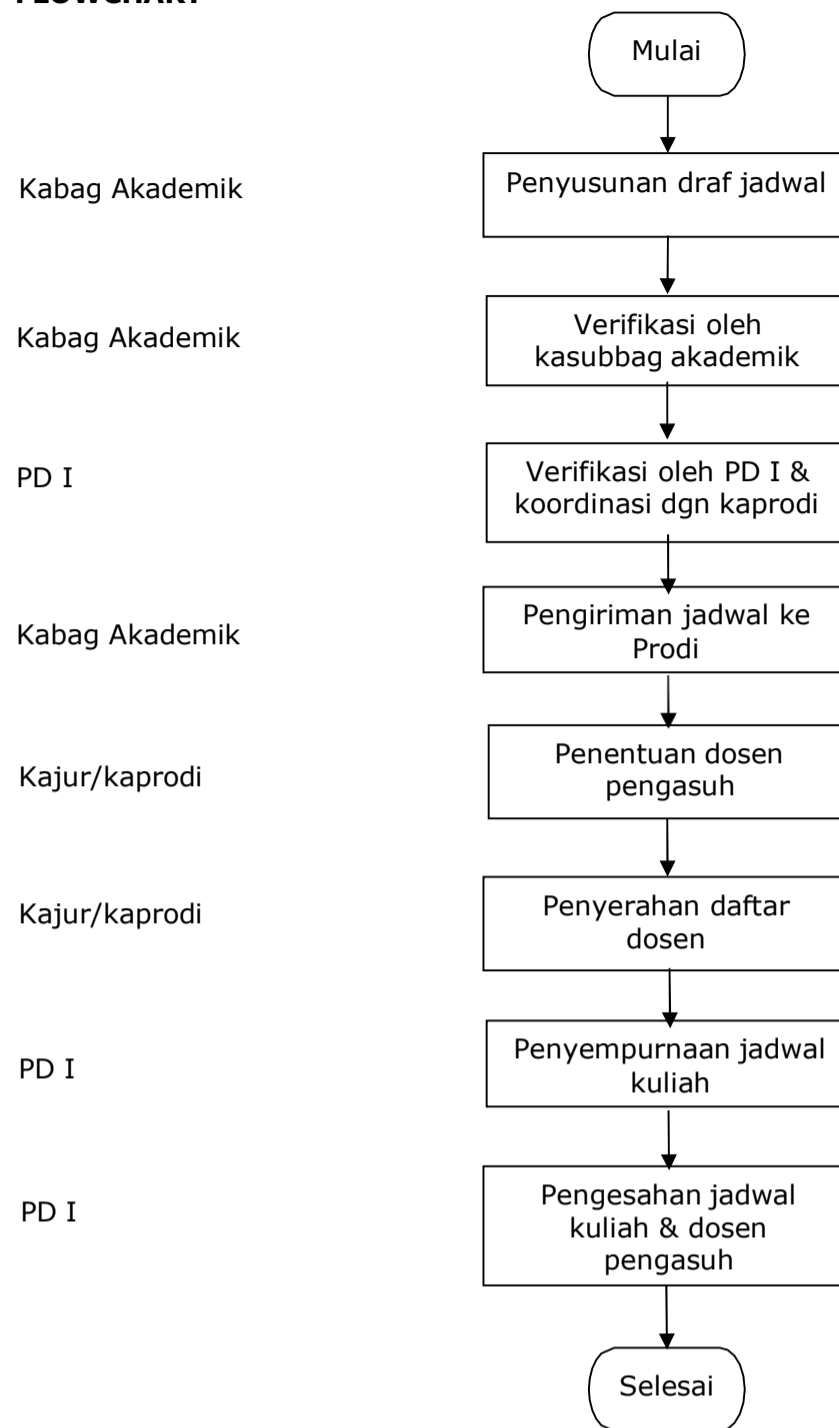 FLOWCHART
Mulai
Kabag Akademik
Penyusunan draf jadwal
Kabag Akademik
Verifikasi oleh
kasubbag akademik
PD I
Verifikasi oleh PD I &
koordinasi dgn kaprodi
Kabag Akademik
Pengiriman jadwal ke
Prodi
Kajur/kaprodi
Penentuan dosen
pengasuh
Kajur/kaprodi
Penyerahan daftar
dosen
PD I
Penyempurnaan jadwal
kuliah
PD I
Pengesahan jadwal
kuliah & dosen
pengasuh
Selesai